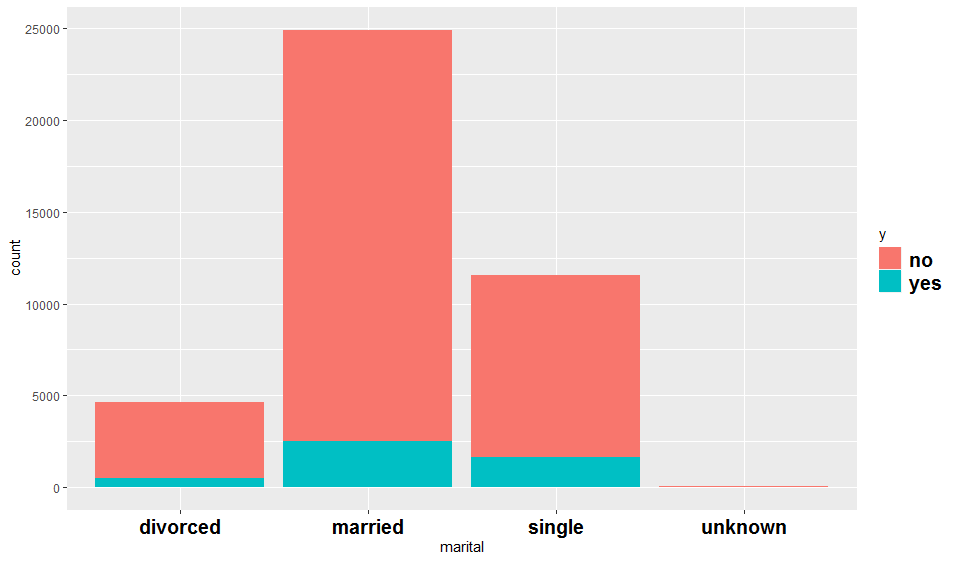 25000
20000
15000
10000
5000
0
count
divorced married single unknown
marital
y
no
yes